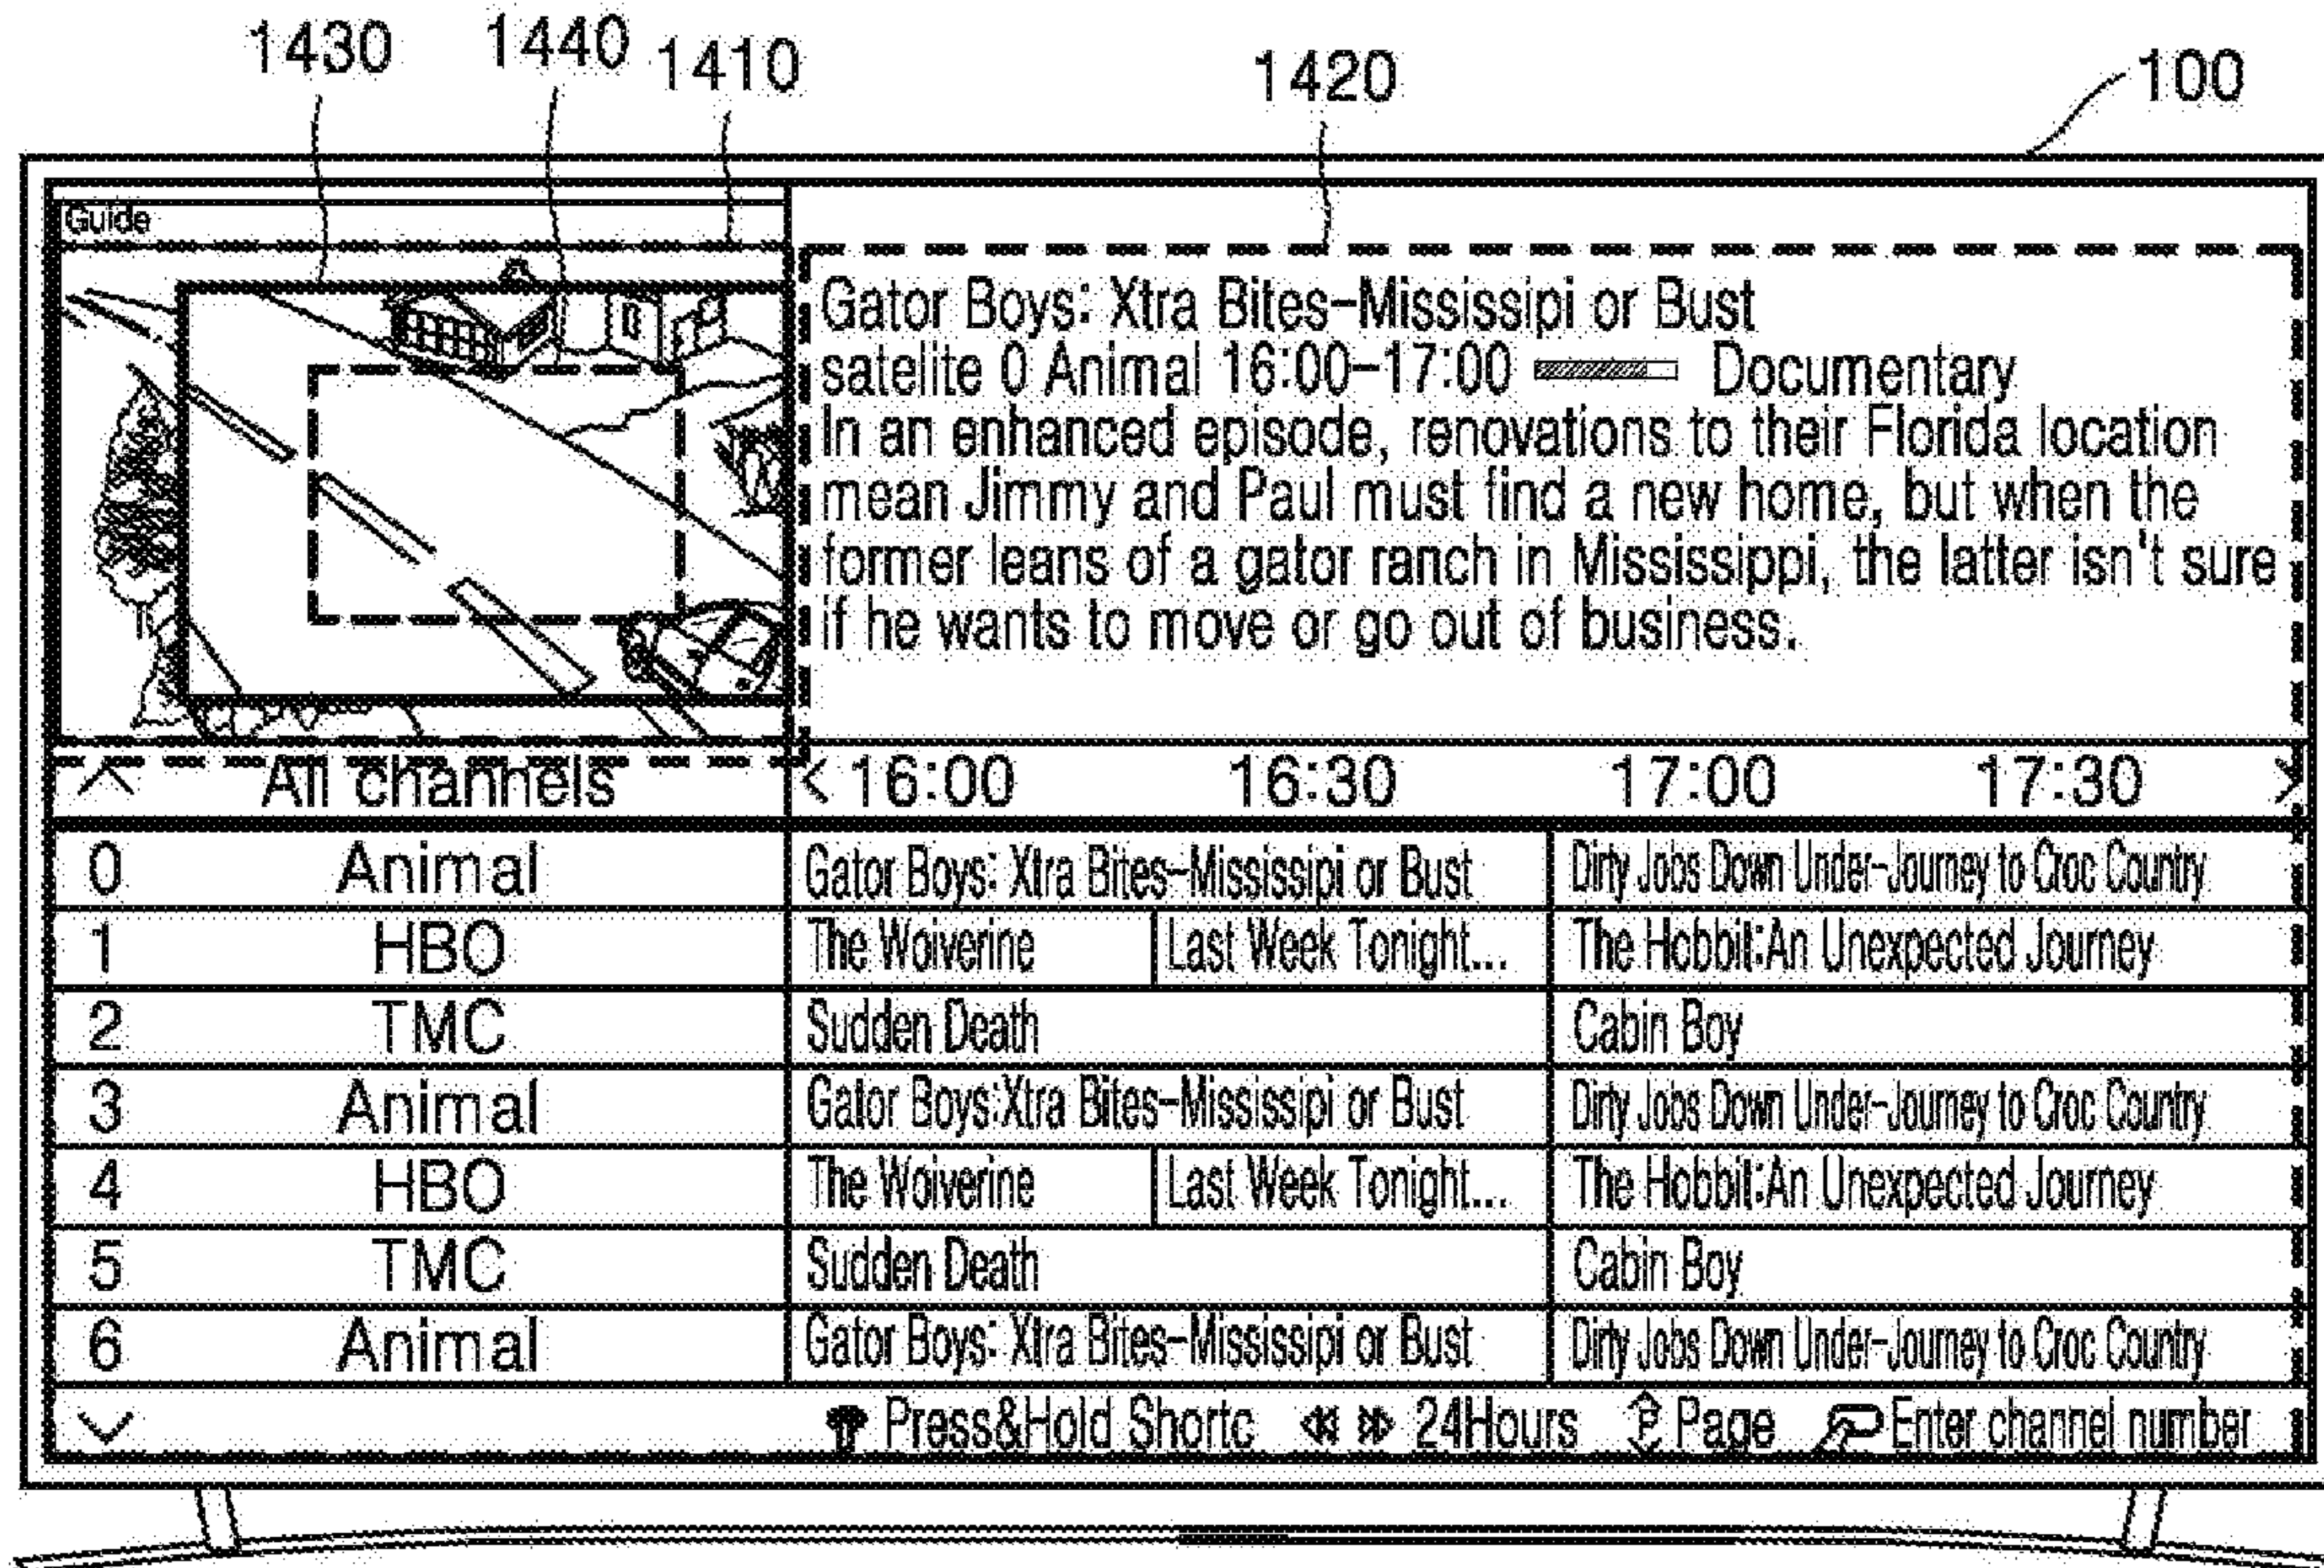 1430 1440 1410 1420 100
Guide
Gator Boys: Xtra Bites-Mississipi or Bust
satelite 0 Animal 16:00-17:00 Documentary
In an enhanced episode, renovations to their Florida location
mean Jimmy and Paul must find a new home, but when the
former leans of a gator ranch in Mississippi, the latter isn't sure
if he wants to move or go out of business.
All channels < 16:00 16:30 17:00 17:30 >
0 Animal Gator Boys: Xtra Bites-Mississipi or Bust Dirty Jobs Down Under-Journey to Croc Country
1 HBO The Woiverine Last Week Tonight... The Hobbit:An Unexpected Journey
2 TMC Sudden Death Cabin Boy
3 Animal Gator Boys:Xtra Bites-Mississipi or Bust Dirty Jobs Down Under-Journey to Croc Country
4 HBO The Woiverine Last Week Tonight... The Hobbit:An Unexpected Journey
5 TMC Sudden Death Cabin Boy
6 Animal Gator Boys: Xtra Bites-Mississipi or Bust Dirty Jobs Down Under-Journey to Croc Country
Press&Hold Shortc 24Hours P Page Enter channel number